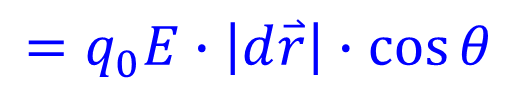 = q₀E · |dr⃗| · cos θ